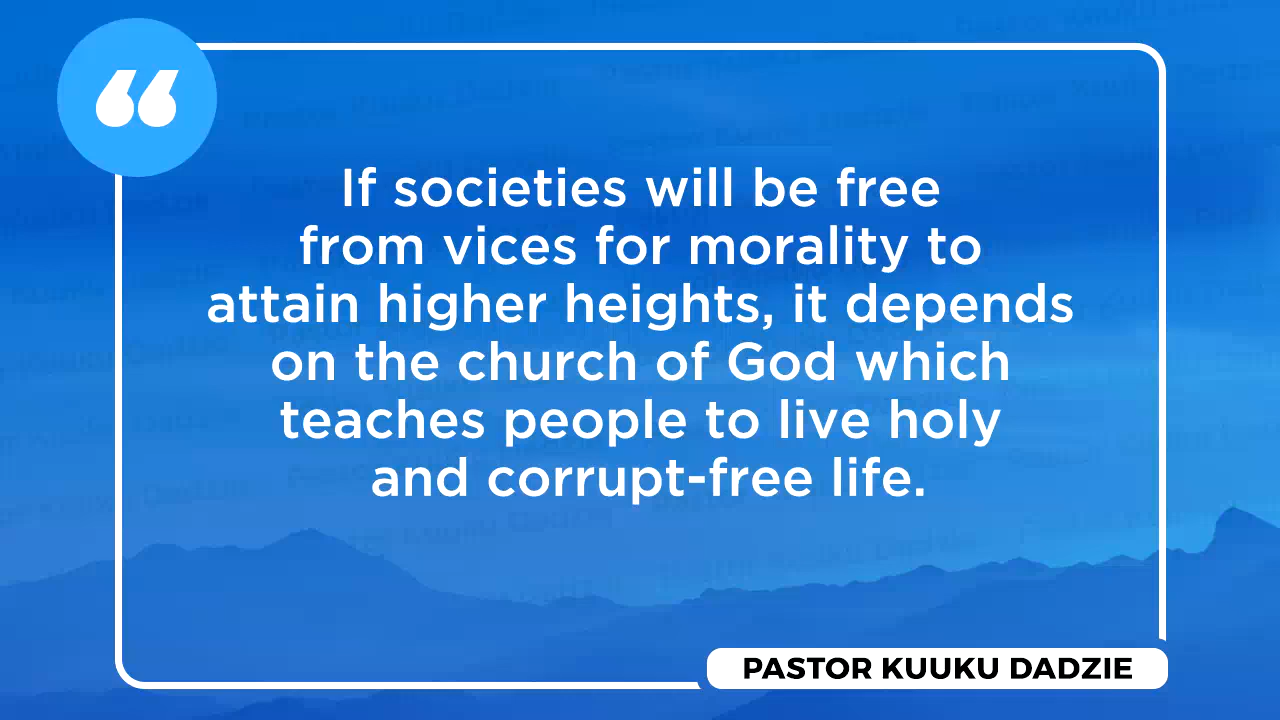 If societies will be free
from vices for morality to
attain higher heights, it depends
on the church of God which
teaches people to live holy
and corrupt-free life.
PASTOR KUUKU DADZIE